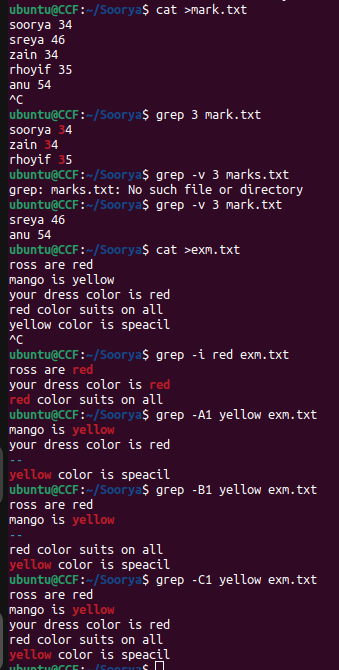 ubuntu@CCF:~/Soorya$ cat >mark.txt
soorya 34
sreya 46
zain 34
rhoyif 35
anu 54
^C
ubuntu@CCF:~/Soorya$ grep 3 mark.txt
soorya 34
zain 34
rhoyif 35
ubuntu@CCF:~/Soorya$ grep -v 3 marks.txt
grep: marks.txt: No such file or directory
ubuntu@CCF:~/Soorya$ grep -v 3 mark.txt
sreya 46
anu 54
ubuntu@CCF:~/Soorya$ cat >exm.txt
ross are red
mango is yellow
your dress color is red
red color suits on all
yellow color is speacil
^C
ubuntu@CCF:~/Soorya$ grep -i red exm.txt
ross are red
your dress color is red
red color suits on all
ubuntu@CCF:~/Soorya$ grep -A1 yellow exm.txt
mango is yellow
your dress color is red
--
yellow color is speacil
ubuntu@CCF:~/Soorya$ grep -B1 yellow exm.txt
ross are red
mango is yellow
--
red color suits on all
yellow color is speacil
ubuntu@CCF:~/Soorya$ grep -C1 yellow exm.txt
ross are red
mango is yellow
your dress color is red
red color suits on all
yellow color is speacil
ubuntu@CCF:~/Soorya$